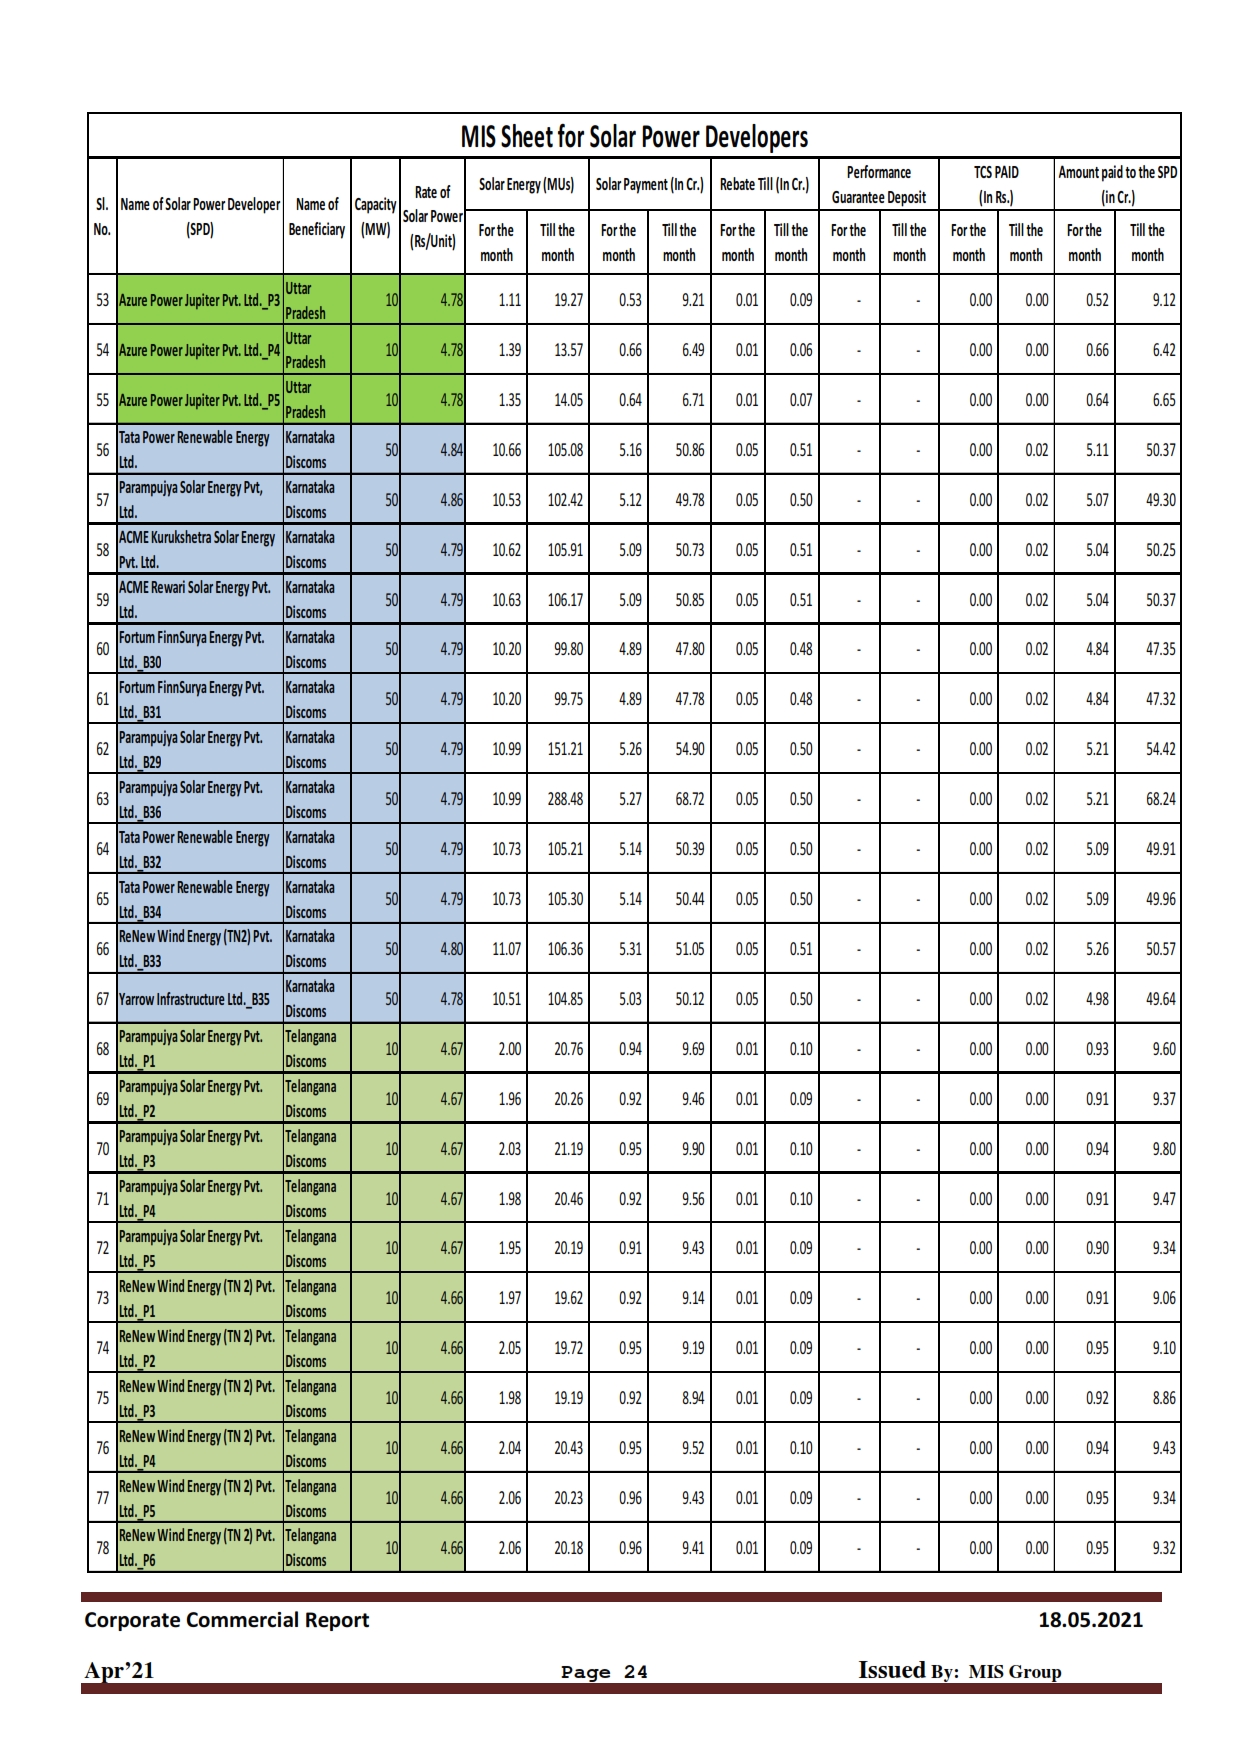 MIS Sheet for Solar Power Developers
Sl. No. Name of Solar Power Developer (SPD) Name of Beneficiary Capacity (MW) Rate of Solar Power (Rs/Unit) Solar Energy (MUs) Solar Payment (In Cr.) Rebate Till (In Cr.) Performance Guarantee Deposit TCS PAID (In Rs.) Amount paid to the SPD (in Cr.)
For the month Till the month For the month Till the month For the month Till the month For the month Till the month For the month Till the month For the month Till the month
53 Azure Power Jupiter Pvt. Ltd._P3 Uttar Pradesh 10 4.78 1.11 19.27 0.53 9.21 0.01 0.09 - - 0.00 0.00 0.52 9.12
54 Azure Power Jupiter Pvt. Ltd._P4 Uttar Pradesh 10 4.78 1.39 13.57 0.66 6.49 0.01 0.06 - - 0.00 0.00 0.66 6.42
55 Azure Power Jupiter Pvt. Ltd._P5 Uttar Pradesh 10 4.78 1.35 14.05 0.64 6.71 0.01 0.07 - - 0.00 0.00 0.64 6.65
56 Tata Power Renewable Energy Ltd. Karnataka Discoms 50 4.84 10.66 105.08 5.16 50.86 0.05 0.51 - - 0.00 0.02 5.11 50.37
57 Parampujya Solar Energy Pvt, Ltd. Karnataka Discoms 50 4.86 10.53 102.42 5.12 49.78 0.05 0.50 - - 0.00 0.02 5.07 49.30
58 ACME Kurukshetra Solar Energy Pvt. Ltd. Karnataka Discoms 50 4.79 10.62 105.91 5.09 50.73 0.05 0.51 - - 0.00 0.02 5.04 50.25
59 ACME Rewari Solar Energy Pvt. Ltd. Karnataka Discoms 50 4.79 10.63 106.17 5.09 50.85 0.05 0.51 - - 0.00 0.02 5.04 50.37
60 Fortum FinnSurya Energy Pvt. Ltd._B30 Karnataka Discoms 50 4.79 10.20 99.80 4.89 47.80 0.05 0.48 - - 0.00 0.02 4.84 47.35
61 Fortum FinnSurya Energy Pvt. Ltd._B31 Karnataka Discoms 50 4.79 10.20 99.75 4.89 47.78 0.05 0.48 - - 0.00 0.02 4.84 47.32
62 Parampujya Solar Energy Pvt. Ltd._B29 Karnataka Discoms 50 4.79 10.99 151.21 5.26 54.90 0.05 0.50 - - 0.00 0.02 5.21 54.42
63 Parampujya Solar Energy Pvt. Ltd._B36 Karnataka Discoms 50 4.79 10.99 288.48 5.27 68.72 0.05 0.50 - - 0.00 0.02 5.21 68.24
64 Tata Power Renewable Energy Ltd._B32 Karnataka Discoms 50 4.79 10.73 105.21 5.14 50.39 0.05 0.50 - - 0.00 0.02 5.09 49.91
65 Tata Power Renewable Energy Ltd._B34 Karnataka Discoms 50 4.79 10.73 105.30 5.14 50.44 0.05 0.50 - - 0.00 0.02 5.09 49.96
66 ReNew Wind Energy (TN2) Pvt. Ltd._B33 Karnataka Discoms 50 4.80 11.07 106.36 5.31 51.05 0.05 0.51 - - 0.00 0.02 5.26 50.57
67 Yarrow Infrastructure Ltd._B35 Karnataka Discoms 50 4.78 10.51 104.85 5.03 50.12 0.05 0.50 - - 0.00 0.02 4.98 49.64
68 Parampujya Solar Energy Pvt. Ltd._P1 Telangana Discoms 10 4.67 2.00 20.76 0.94 9.69 0.01 0.10 - - 0.00 0.00 0.93 9.60
69 Parampujya Solar Energy Pvt. Ltd._P2 Telangana Discoms 10 4.67 1.96 20.26 0.92 9.46 0.01 0.09 - - 0.00 0.00 0.91 9.37
70 Parampujya Solar Energy Pvt. Ltd._P3 Telangana Discoms 10 4.67 2.03 21.19 0.95 9.90 0.01 0.10 - - 0.00 0.00 0.94 9.80
71 Parampujya Solar Energy Pvt. Ltd._P4 Telangana Discoms 10 4.67 1.98 20.46 0.92 9.56 0.01 0.10 - - 0.00 0.00 0.91 9.47
72 Parampujya Solar Energy Pvt. Ltd._P5 Telangana Discoms 10 4.67 1.95 20.19 0.91 9.43 0.01 0.09 - - 0.00 0.00 0.90 9.34
73 ReNew Wind Energy (TN 2) Pvt. Ltd._P1 Telangana Discoms 10 4.66 1.97 19.62 0.92 9.14 0.01 0.09 - - 0.00 0.00 0.91 9.06
74 ReNew Wind Energy (TN 2) Pvt. Ltd._P2 Telangana Discoms 10 4.66 2.05 19.72 0.95 9.19 0.01 0.09 - - 0.00 0.00 0.95 9.10
75 ReNew Wind Energy (TN 2) Pvt. Ltd._P3 Telangana Discoms 10 4.66 1.98 19.19 0.92 8.94 0.01 0.09 - - 0.00 0.00 0.92 8.86
76 ReNew Wind Energy (TN 2) Pvt. Ltd._P4 Telangana Discoms 10 4.66 2.04 20.43 0.95 9.52 0.01 0.10 - - 0.00 0.00 0.94 9.43
77 ReNew Wind Energy (TN 2) Pvt. Ltd._P5 Telangana Discoms 10 4.66 2.06 20.23 0.96 9.43 0.01 0.09 - - 0.00 0.00 0.95 9.34
78 ReNew Wind Energy (TN 2) Pvt. Ltd._P6 Telangana Discoms 10 4.66 2.06 20.18 0.96 9.41 0.01 0.09 - - 0.00 0.00 0.95 9.32
Corporate Commercial Report 18.05.2021
Apr’21 Page 24 Issued By: MIS Group